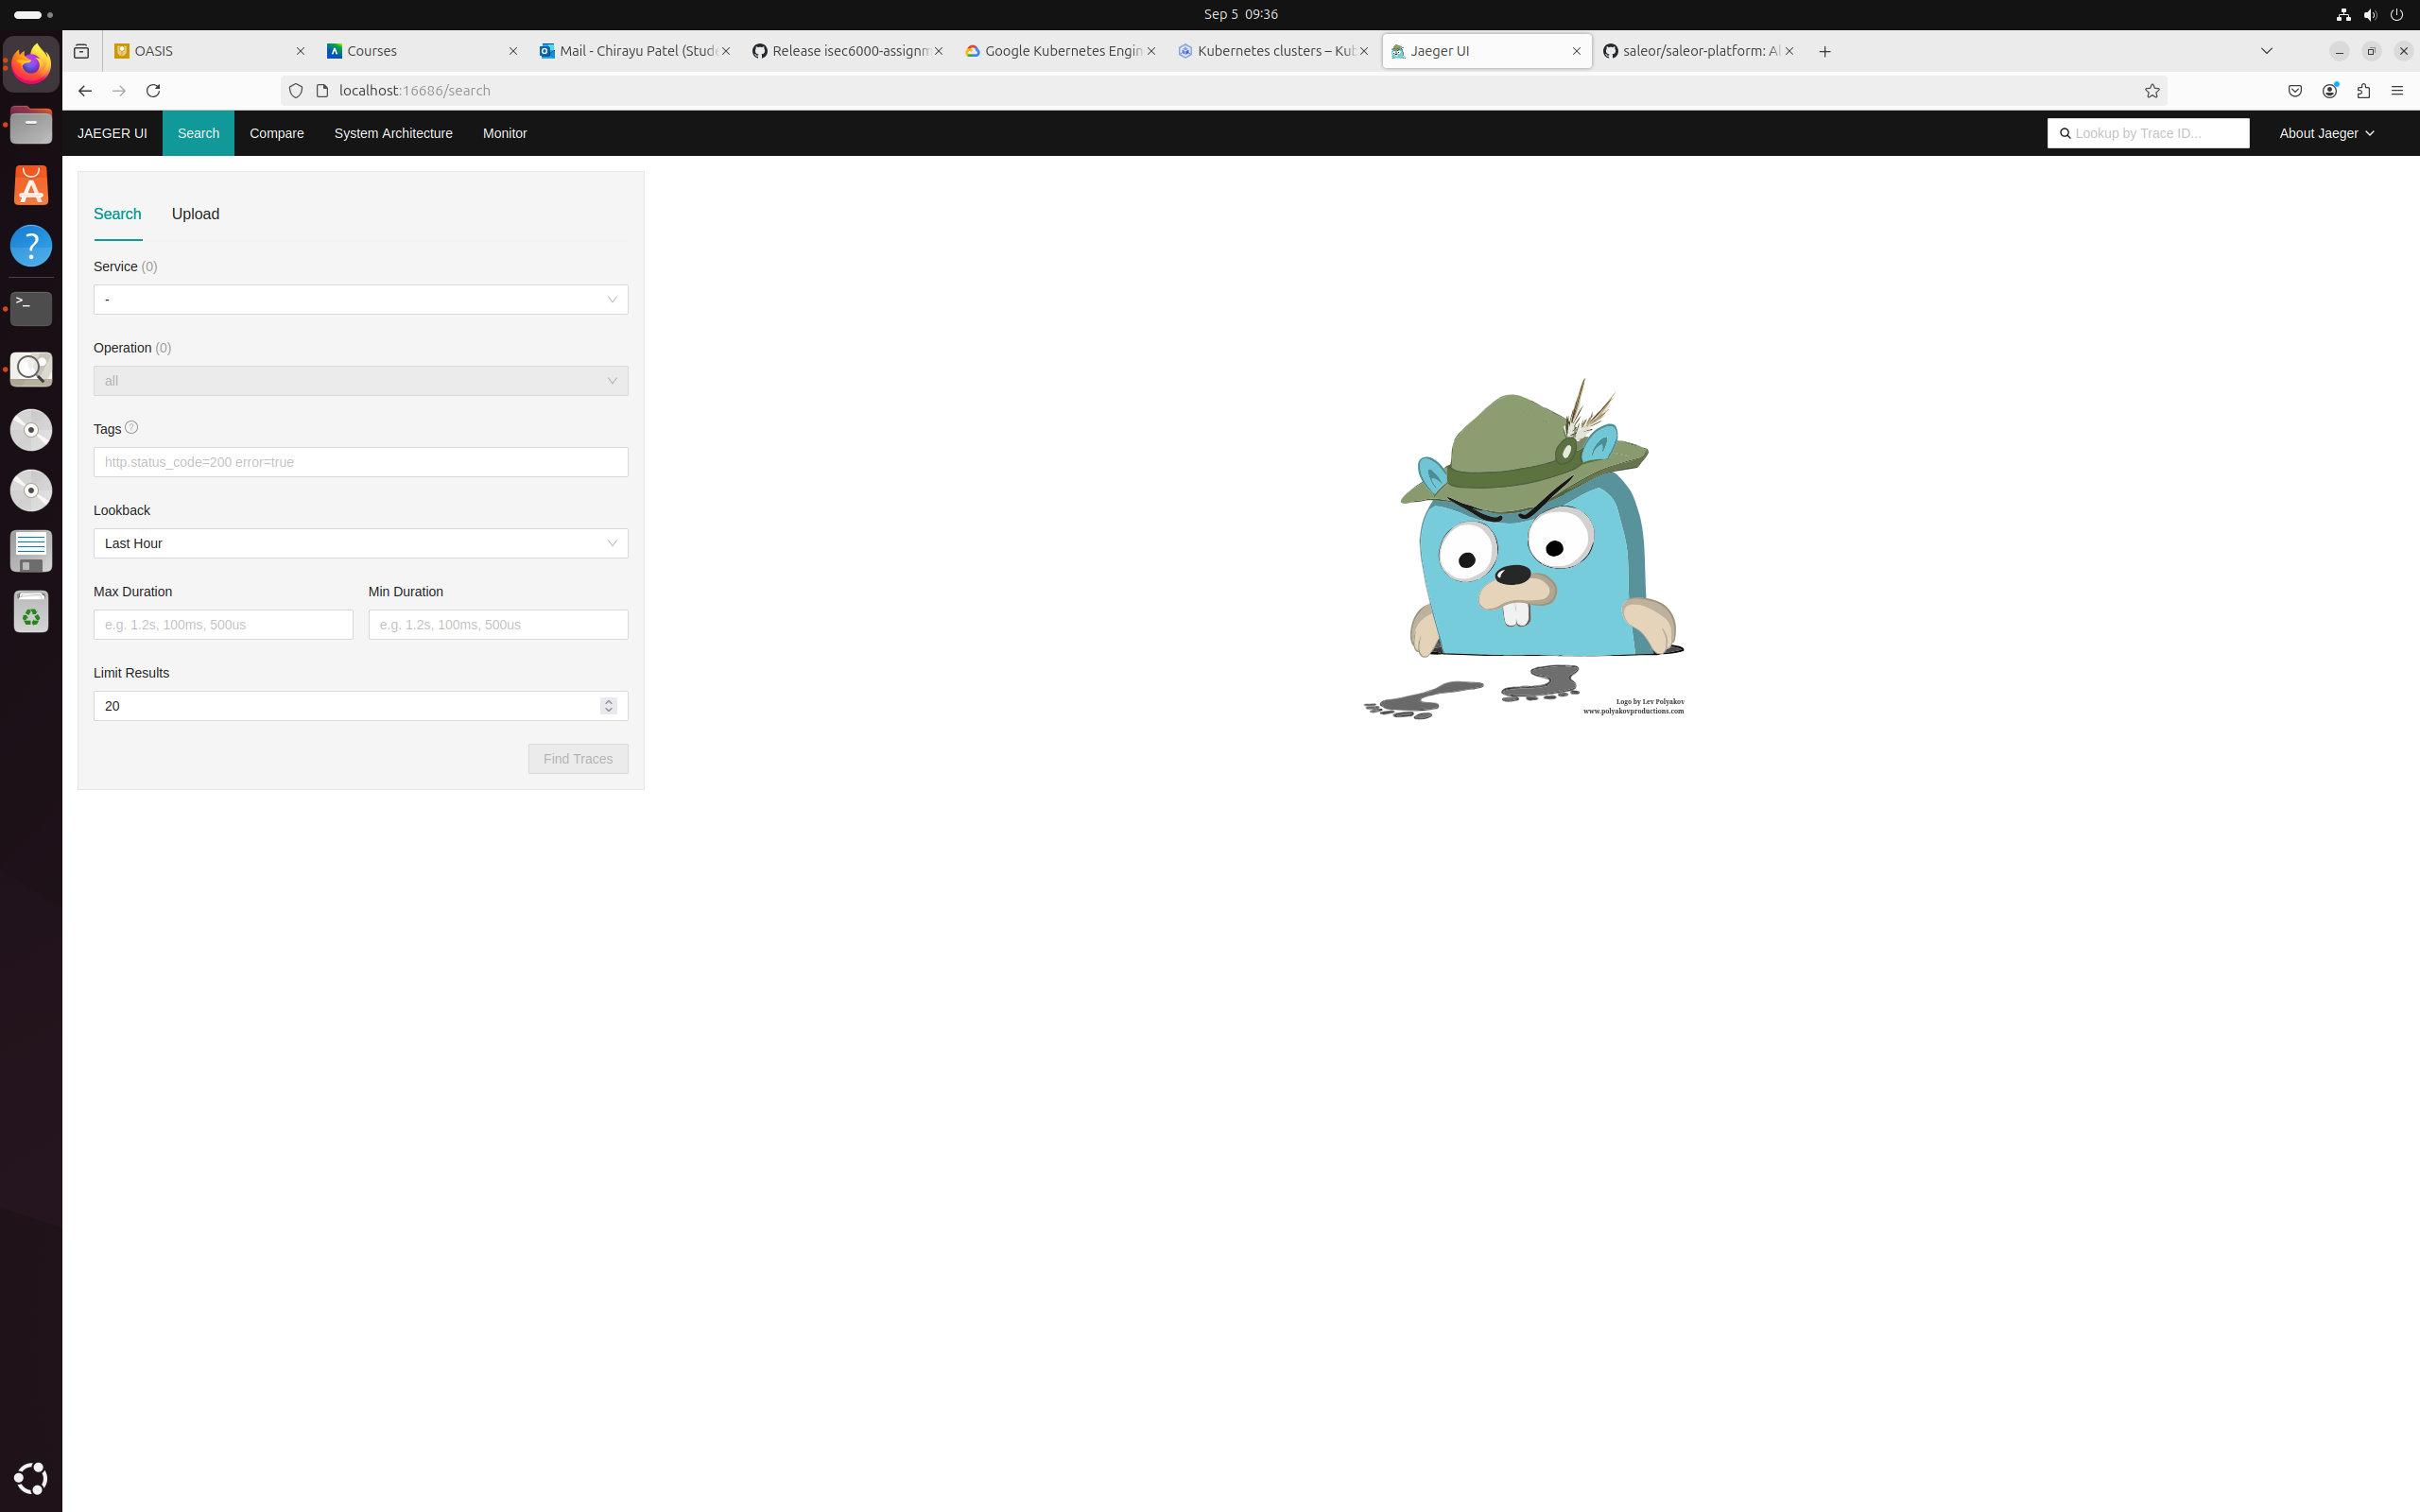 Sep 5 09:36
OASIS
Courses
Mail - Chirayu Patel (Stude
Release isec6000-assignm
Google Kubernetes Engin
Kubernetes clusters – Kub
Jaeger UI
saleor/saleor-platform: Al
localhost:16686/search
JAEGER UI
Search
Compare
System Architecture
Monitor
Lookup by Trace ID...
About Jaeger
Search
Upload
Service (0)
-
Operation (0)
all
Tags
http.status_code=200 error=true
Lookback
Last Hour
Max Duration
Min Duration
e.g. 1.2s, 100ms, 500us
e.g. 1.2s, 100ms, 500us
Limit Results
20
Find Traces
Logo by Lev Polyakov
www.polyakovproductions.com